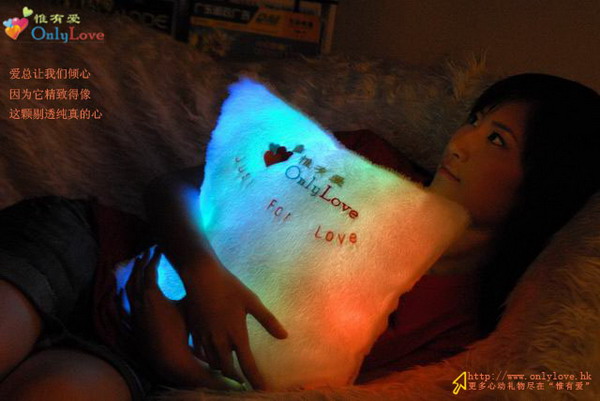 惟有爱
OnlyLove
爱总让我们倾心
因为它精致得像
这颗剔透纯真的心
惟有爱
OnlyLove
Just For Love
http://www.onlylove.hk
更多心动礼物尽在“惟有爱”